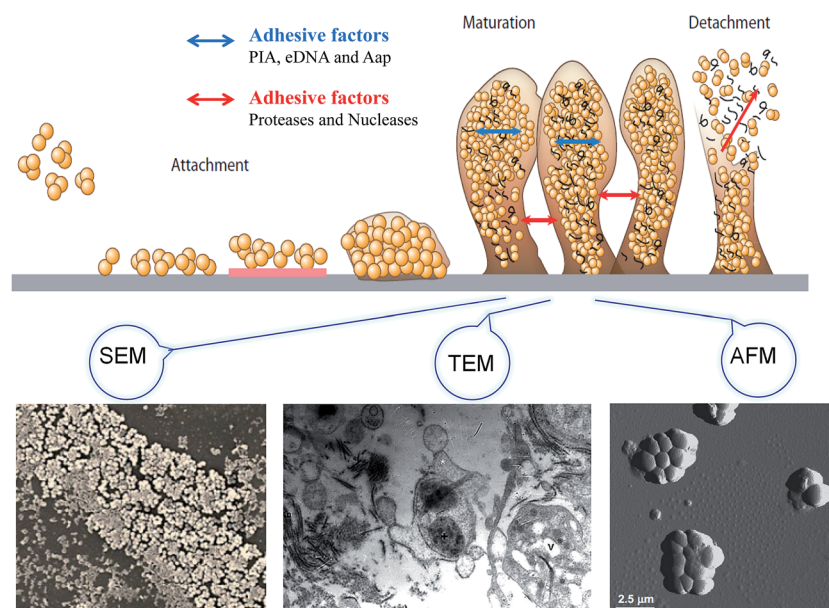 Adhesive factors
PIA, eDNA and Aap
Adhesive factors
Proteases and Nucleases
Maturation
Detachment
Attachment
SEM
TEM
AFM
+
v
2.5 μm